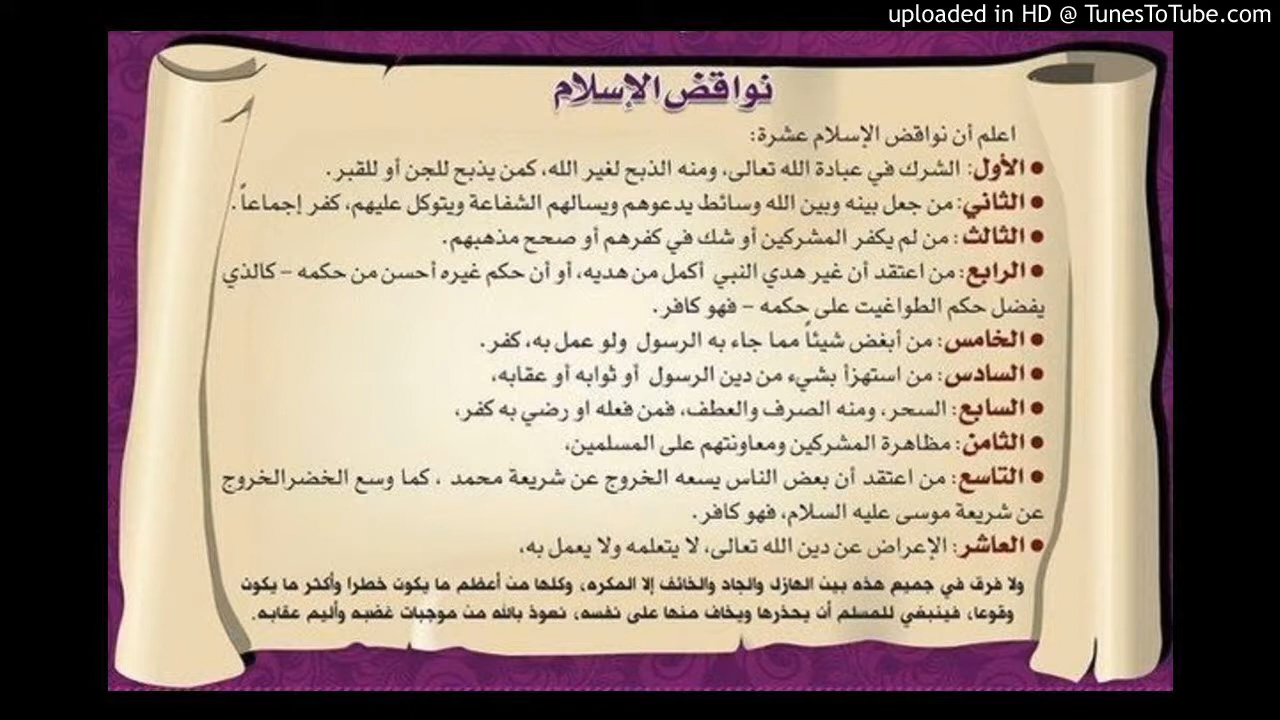 uploaded in HD @ TunesToTube.com
نواقض الإسلام
اعلم أن نواقض الإسلام عشرة:
● الأول: الشرك في عبادة الله تعالى، ومنه الذبح لغير الله، كمن يذبح للجن أو للقبر.
● الثاني: من جعل بينه وبين الله وسائط يدعوهم ويسالهم الشفاعة ويتوكل عليهم، كفر إجماعاً.
● الثالث: من لم يكفر المشركين أو شك في كفرهم أو صحح مذهبهم.
● الرابع: من اعتقد أن غير هدي النبي أكمل من هديه، أو أن حكم غيره أحسن من حكمه – كالذي
يفضل حكم الطواغيت على حكمه – فهو كافر.
● الخامس: من أبغض شيئاً مما جاء به الرسول ولو عمل به، كفر.
● السادس: من استهزأ بشيء من دين الرسول أو ثوابه أو عقابه،
● السابع: السحر، ومنه الصرف والعطف، فمن فعله او رضي به كفر،
● الثامن: مظاهرة المشركين ومعاونتهم على المسلمين،
● التاسع: من اعتقد أن بعض الناس يسعه الخروج عن شريعة محمد ، كما وسع الخضرالخروج
عن شريعة موسى عليه السلام، فهو كافر.
● العاشر: الإعراض عن دين الله تعالى، لا يتعلمه ولا يعمل به،
ولا فرق في جميع هذه بين الهازل والجاد والخائف إلا المكره، وكلها من أعظم ما يكون خطرا وأكثر ما يكون
وقوعا، فينبغي للمسلم أن يحذرها ويخاف منها على نفسه، نعوذ بالله من موجبات غضبه وأليم عقابه.